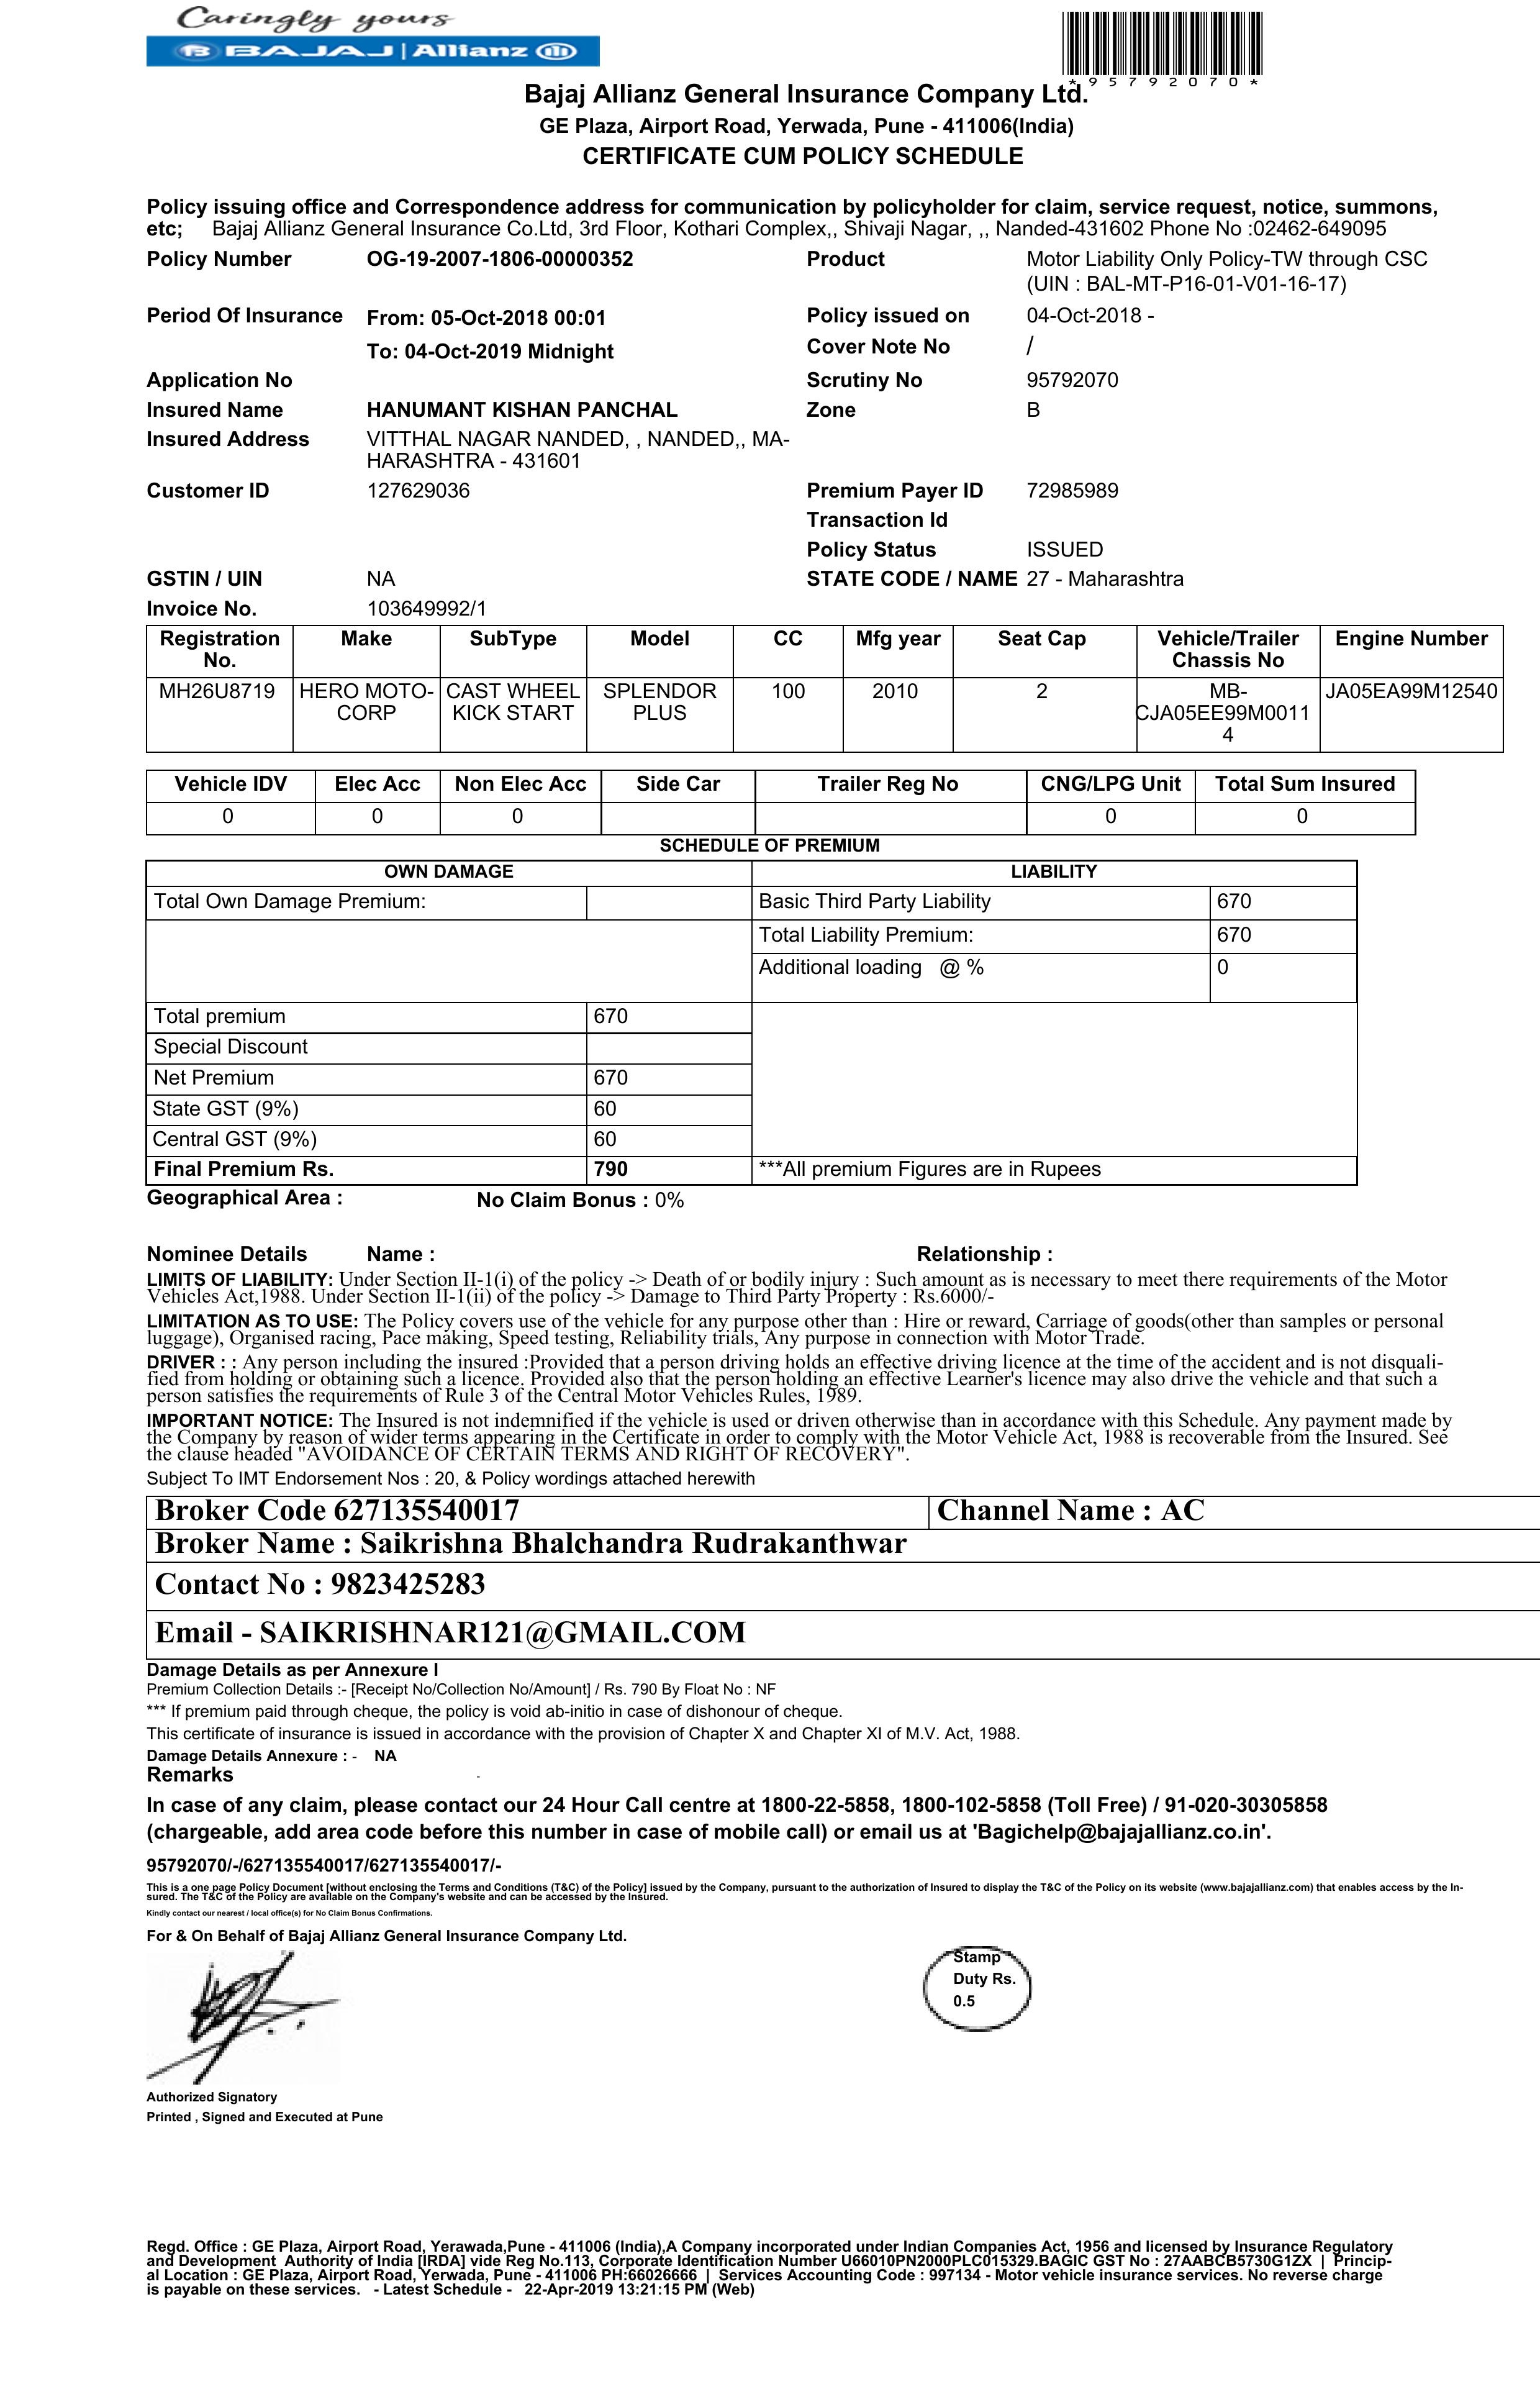 Caringly yours
BAJAJ | Allianz
*95792070*
Bajaj Allianz General Insurance Company Ltd.
GE Plaza, Airport Road, Yerwada, Pune - 411006(India)
CERTIFICATE CUM POLICY SCHEDULE
Policy issuing office and Correspondence address for communication by policyholder for claim, service request, notice, summons,
etc; Bajaj Allianz General Insurance Co.Ltd, 3rd Floor, Kothari Complex,, Shivaji Nagar, ,, Nanded-431602 Phone No :02462-649095
Policy Number OG-19-2007-1806-00000352 Product Motor Liability Only Policy-TW through CSC
(UIN : BAL-MT-P16-01-V01-16-17)
Period Of Insurance From: 05-Oct-2018 00:01 Policy issued on 04-Oct-2018 -
To: 04-Oct-2019 Midnight Cover Note No /
Application No Scrutiny No 95792070
Insured Name HANUMANT KISHAN PANCHAL Zone B
Insured Address VITTHAL NAGAR NANDED, , NANDED,, MA-
HARASHTRA - 431601
Customer ID 127629036 Premium Payer ID 72985989
Transaction Id
Policy Status ISSUED
GSTIN / UIN NA STATE CODE / NAME 27 - Maharashtra
Invoice No. 103649992/1
Registration Make SubType Model CC Mfg year Seat Cap Vehicle/Trailer Engine Number
No. Chassis No
MH26U8719 HERO MOTO- CAST WHEEL SPLENDOR 100 2010 2 MB- JA05EA99M12540
CORP KICK START PLUS CJA05EE99M0011
4
Vehicle IDV Elec Acc Non Elec Acc Side Car Trailer Reg No CNG/LPG Unit Total Sum Insured
0 0 0 0 0
SCHEDULE OF PREMIUM
OWN DAMAGE LIABILITY
Total Own Damage Premium: Basic Third Party Liability 670
Total Liability Premium: 670
Additional loading @ % 0
Total premium 670
Special Discount
Net Premium 670
State GST (9%) 60
Central GST (9%) 60
Final Premium Rs. 790 ***All premium Figures are in Rupees
Geographical Area : No Claim Bonus : 0%
Nominee Details Name : Relationship :
LIMITS OF LIABILITY: Under Section II-1(i) of the policy -> Death of or bodily injury : Such amount as is necessary to meet there requirements of the Motor
Vehicles Act,1988. Under Section II-1(ii) of the policy -> Damage to Third Party Property : Rs.6000/-
LIMITATION AS TO USE: The Policy covers use of the vehicle for any purpose other than : Hire or reward, Carriage of goods(other than samples or personal
luggage), Organised racing, Pace making, Speed testing, Reliability trials, Any purpose in connection with Motor Trade.
DRIVER : : Any person including the insured :Provided that a person driving holds an effective driving licence at the time of the accident and is not disquali-
fied from holding or obtaining such a licence. Provided also that the person holding an effective Learner's licence may also drive the vehicle and that such a
person satisfies the requirements of Rule 3 of the Central Motor Vehicles Rules, 1989.
IMPORTANT NOTICE: The Insured is not indemnified if the vehicle is used or driven otherwise than in accordance with this Schedule. Any payment made by
the Company by reason of wider terms appearing in the Certificate in order to comply with the Motor Vehicle Act, 1988 is recoverable from the Insured. See
the clause headed "AVOIDANCE OF CERTAIN TERMS AND RIGHT OF RECOVERY".
Subject To IMT Endorsement Nos : 20, & Policy wordings attached herewith
Broker Code 627135540017 Channel Name : AC
Broker Name : Saikrishna Bhalchandra Rudrakanthwar
Contact No : 9823425283
Email - SAIKRISHNAR121@GMAIL.COM
Damage Details as per Annexure I
Premium Collection Details :- [Receipt No/Collection No/Amount] / Rs. 790 By Float No : NF
*** If premium paid through cheque, the policy is void ab-initio in case of dishonour of cheque.
This certificate of insurance is issued in accordance with the provision of Chapter X and Chapter XI of M.V. Act, 1988.
Damage Details Annexure : - NA
Remarks -
In case of any claim, please contact our 24 Hour Call centre at 1800-22-5858, 1800-102-5858 (Toll Free) / 91-020-30305858
(chargeable, add area code before this number in case of mobile call) or email us at 'Bagichelp@bajajallianz.co.in'.
95792070/-/627135540017/627135540017/-
This is a one page Policy Document [without enclosing the Terms and Conditions (T&C) of the Policy] issued by the Company, pursuant to the authorization of Insured to display the T&C of the Policy on its website (www.bajajallianz.com) that enables access by the In-
sured. The T&C of the Policy are available on the Company's website and can be accessed by the Insured.
Kindly contact our nearest / local office(s) for No Claim Bonus Confirmations.
For & On Behalf of Bajaj Allianz General Insurance Company Ltd.
Stamp
Duty Rs.
0.5
Authorized Signatory
Printed , Signed and Executed at Pune
Regd. Office : GE Plaza, Airport Road, Yerawada,Pune - 411006 (India),A Company incorporated under Indian Companies Act, 1956 and licensed by Insurance Regulatory
and Development Authority of India [IRDA] vide Reg No.113, Corporate Identification Number U66010PN2000PLC015329.BAGIC GST No : 27AABCB5730G1ZX | Princip-
al Location : GE Plaza, Airport Road, Yerwada, Pune - 411006 PH:66026666 | Services Accounting Code : 997134 - Motor vehicle insurance services. No reverse charge
is payable on these services. - Latest Schedule - 22-Apr-2019 13:21:15 PM (Web)